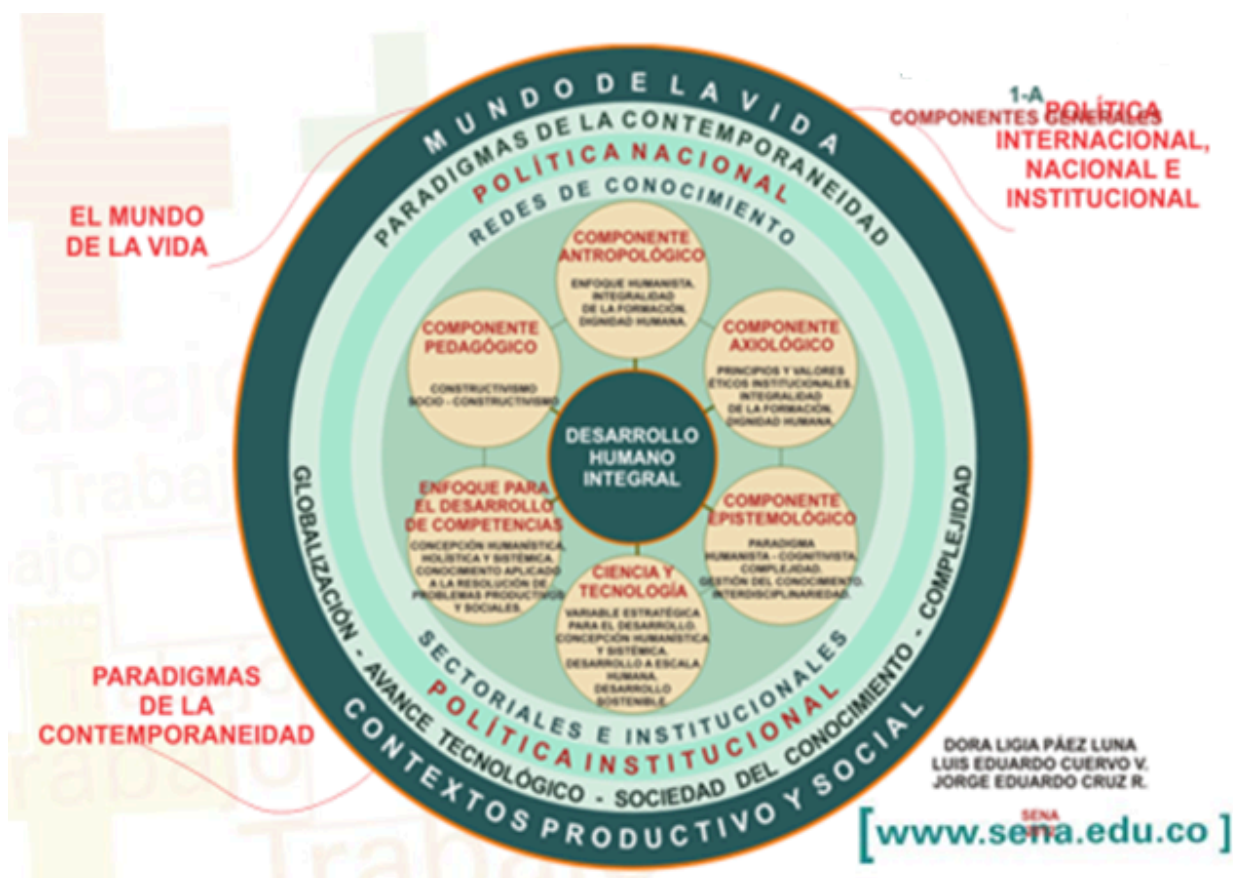 1-A
COMPONENTES GENERALES
POLÍTICA
INTERNACIONAL,
NACIONAL E
INSTITUCIONAL
EL MUNDO
DE LA VIDA
MUNDO DE LA VIDA
PARADIGMAS DE LA CONTEMPORANEIDAD
POLÍTICA NACIONAL
REDES DE CONOCIMIENTO
COMPONENTE
ANTROPOLÓGICO
ENFOQUE HUMANISTA.
INTEGRALIDAD
DE LA FORMACIÓN.
DIGNIDAD HUMANA.
COMPONENTE
PEDAGÓGICO
CONSTRUCTIVISMO
SOCIO - CONSTRUCTIVISMO
COMPONENTE
AXIOLÓGICO
PRINCIPIOS Y VALORES
ÉTICOS INSTITUCIONALES.
INTEGRALIDAD
DE LA FORMACIÓN.
DIGNIDAD HUMANA.
DESARROLLO
HUMANO
INTEGRAL
ENFOQUE PARA
EL DESARROLLO
DE COMPETENCIAS
CONCEPCIÓN HUMANÍSTICA,
HOLÍSTICA Y SISTÉMICA.
CONOCIMIENTO APLICADO
A LA RESOLUCIÓN DE
PROBLEMAS PRODUCTIVOS
Y SOCIALES.
COMPONENTE
EPISTEMOLÓGICO
PARADIGMA
HUMANISTA - COGNITIVISTA.
COMPLEJIDAD.
GESTIÓN DEL CONOCIMIENTO.
INTERDISCIPLINARIEDAD.
CIENCIA Y
TECNOLOGÍA
VARIABLE ESTRATÉGICA
PARA EL DESARROLLO.
CONCEPCIÓN HUMANÍSTICA
Y SISTÉMICA.
DESARROLLO A ESCALA
HUMANA.
DESARROLLO
SOSTENIBLE.
SECTORIALES E INSTITUCIONALES
POLÍTICA INSTITUCIONAL
GLOBALIZACIÓN - AVANCE TECNOLÓGICO - SOCIEDAD DEL CONOCIMIENTO - COMPLEJIDAD
CONTEXTOS PRODUCTIVO Y SOCIAL
PARADIGMAS
DE LA
CONTEMPORANEIDAD
DORA LIGIA PÁEZ LUNA
LUIS EDUARDO CUERVO V.
JORGE EDUARDO CRUZ R.
SENA
[www.sena.edu.co]
Trabajo
Trabajo